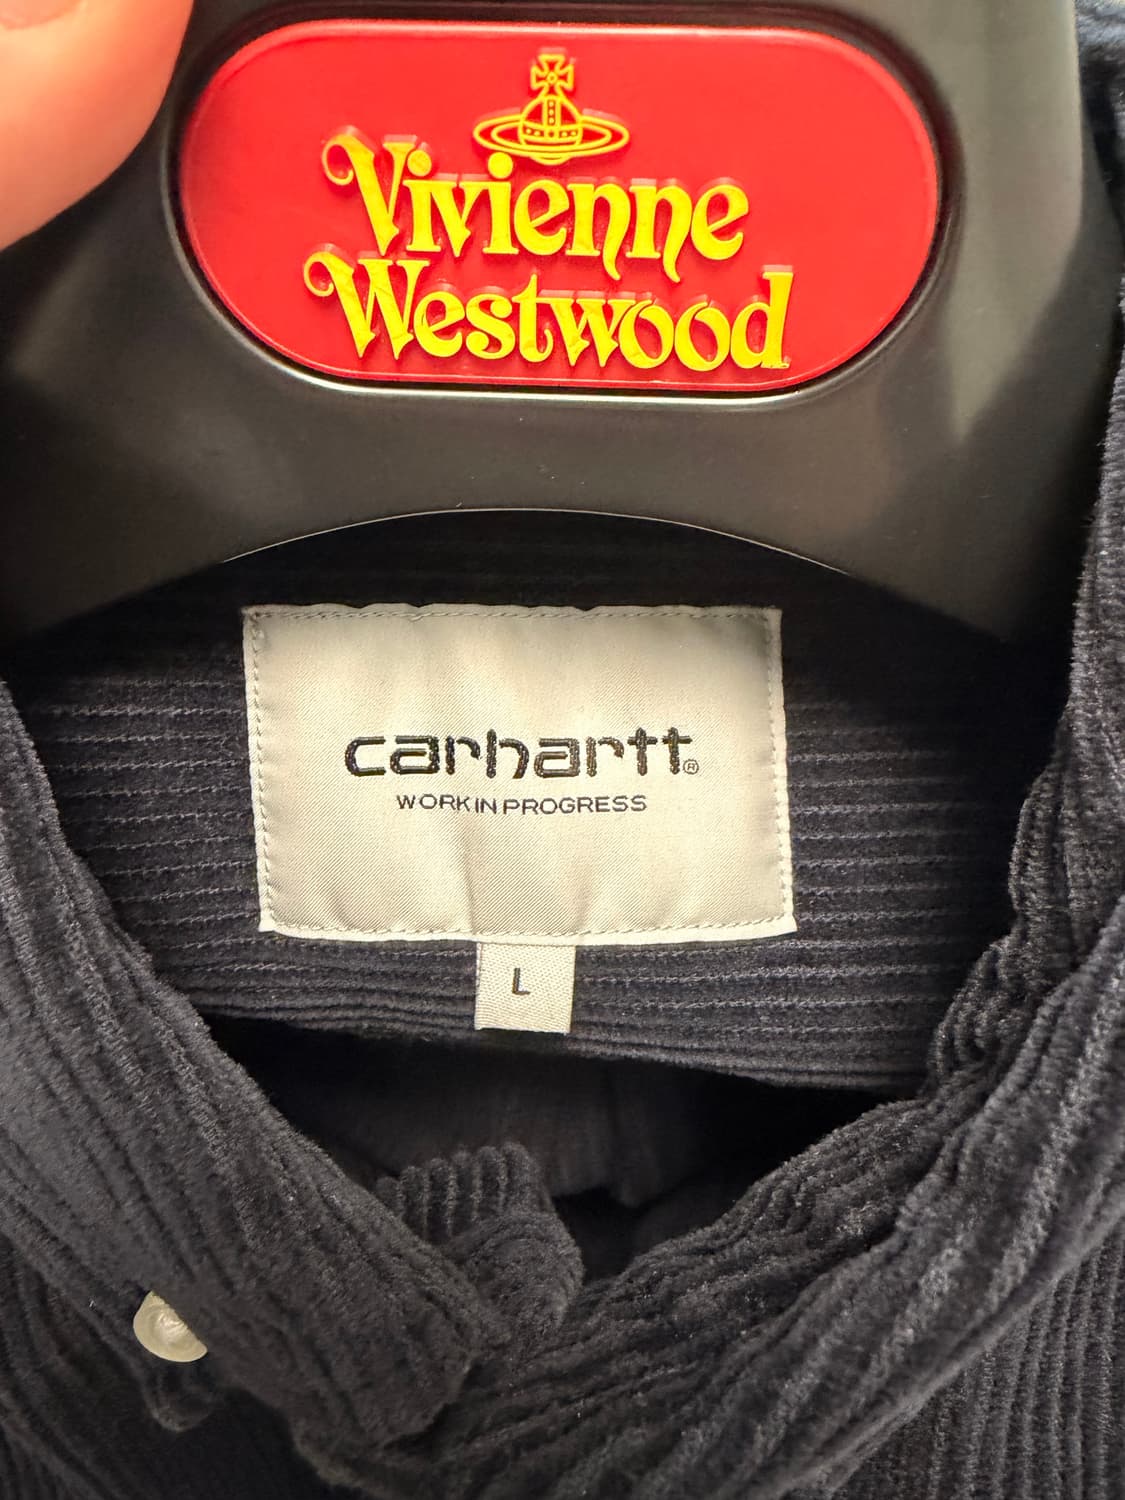 Vivienne
Westwood
carhartt®
WORK IN PROGRESS
L